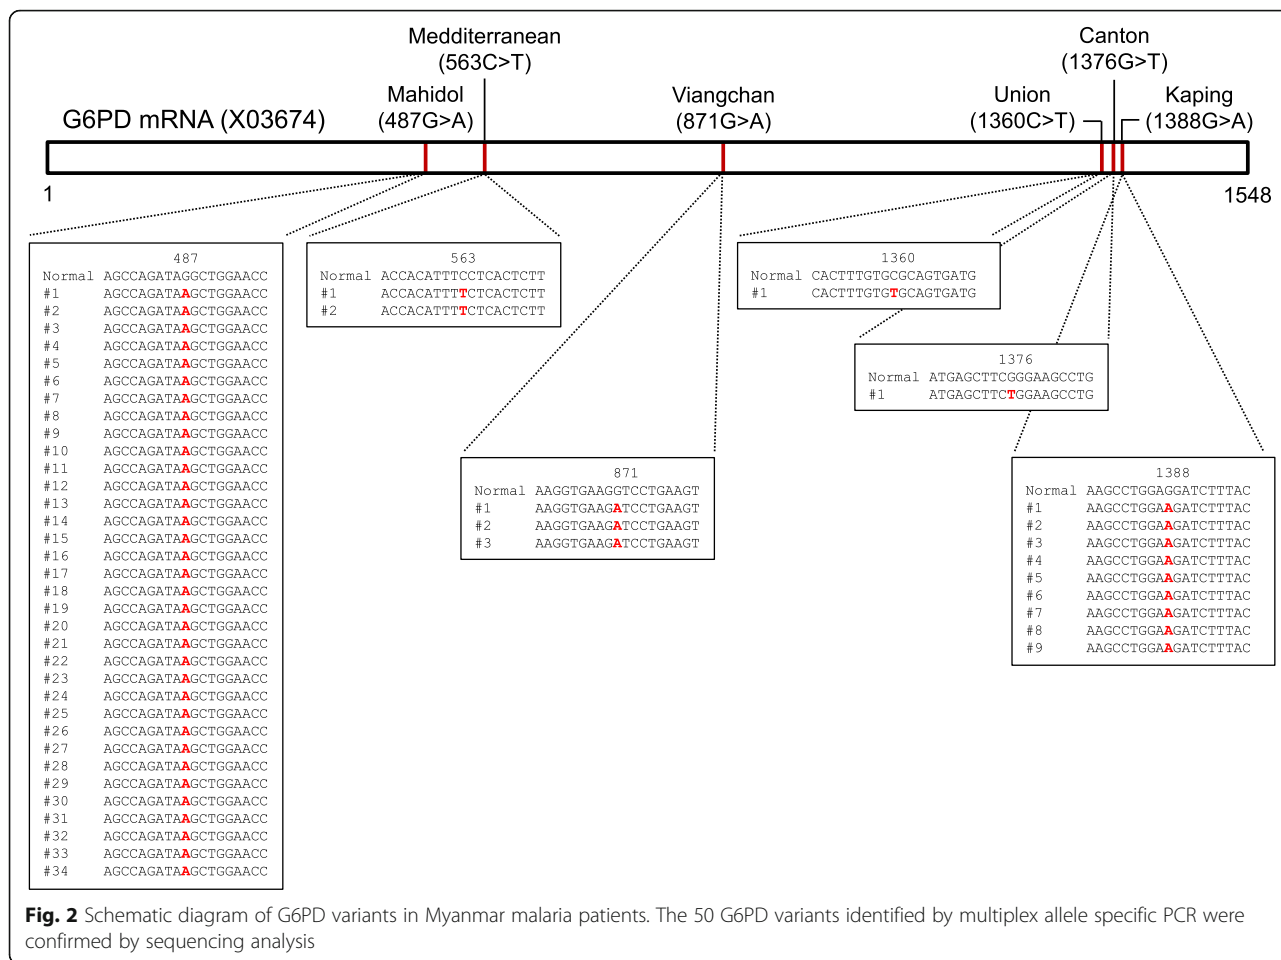 Medditerranean
(563C>T)
Canton
(1376G>T)
Mahidol
(487G>A)
Viangchan
(871G>A)
Union
(1360C>T)
Kaping
(1388G>A)
G6PD mRNA (X03674)
1
1548
487
Normal AGCCAGATAGGCTGGAACC
#1 AGCCAGATAAGCTGGAACC
#2 AGCCAGATAAGCTGGAACC
#3 AGCCAGATAAGCTGGAACC
#4 AGCCAGATAAGCTGGAACC
#5 AGCCAGATAAGCTGGAACC
#6 AGCCAGATAAGCTGGAACC
#7 AGCCAGATAAGCTGGAACC
#8 AGCCAGATAAGCTGGAACC
#9 AGCCAGATAAGCTGGAACC
#10 AGCCAGATAAGCTGGAACC
#11 AGCCAGATAAGCTGGAACC
#12 AGCCAGATAAGCTGGAACC
#13 AGCCAGATAAGCTGGAACC
#14 AGCCAGATAAGCTGGAACC
#15 AGCCAGATAAGCTGGAACC
#16 AGCCAGATAAGCTGGAACC
#17 AGCCAGATAAGCTGGAACC
#18 AGCCAGATAAGCTGGAACC
#19 AGCCAGATAAGCTGGAACC
#20 AGCCAGATAAGCTGGAACC
#21 AGCCAGATAAGCTGGAACC
#22 AGCCAGATAAGCTGGAACC
#23 AGCCAGATAAGCTGGAACC
#24 AGCCAGATAAGCTGGAACC
#25 AGCCAGATAAGCTGGAACC
#26 AGCCAGATAAGCTGGAACC
#27 AGCCAGATAAGCTGGAACC
#28 AGCCAGATAAGCTGGAACC
#29 AGCCAGATAAGCTGGAACC
#30 AGCCAGATAAGCTGGAACC
#31 AGCCAGATAAGCTGGAACC
#32 AGCCAGATAAGCTGGAACC
#33 AGCCAGATAAGCTGGAACC
#34 AGCCAGATAAGCTGGAACC
563
Normal ACCACATTTCCTCACTCTT
#1 ACCACATTTTCTCACTCTT
#2 ACCACATTTTCTCACTCTT
871
Normal AAGGTGAAGGTCCTGAAGT
#1 AAGGTGAAGATCCTGAAGT
#2 AAGGTGAAGATCCTGAAGT
#3 AAGGTGAAGATCCTGAAGT
1360
Normal CACTTTGTGCGCAGTGATG
#1 CACTTTGTGTGCAGTGATG
1376
Normal ATGAGCTTCGGGAAGCCTG
#1 ATGAGCTTCTGGAAGCCTG
1388
Normal AAGCCTGGAGGATCTTTAC
#1 AAGCCTGGAAGATCTTTAC
#2 AAGCCTGGAAGATCTTTAC
#3 AAGCCTGGAAGATCTTTAC
#4 AAGCCTGGAAGATCTTTAC
#5 AAGCCTGGAAGATCTTTAC
#6 AAGCCTGGAAGATCTTTAC
#7 AAGCCTGGAAGATCTTTAC
#8 AAGCCTGGAAGATCTTTAC
#9 AAGCCTGGAAGATCTTTAC
Fig. 2 Schematic diagram of G6PD variants in Myanmar malaria patients. The 50 G6PD variants identified by multiplex allele specific PCR were
confirmed by sequencing analysis